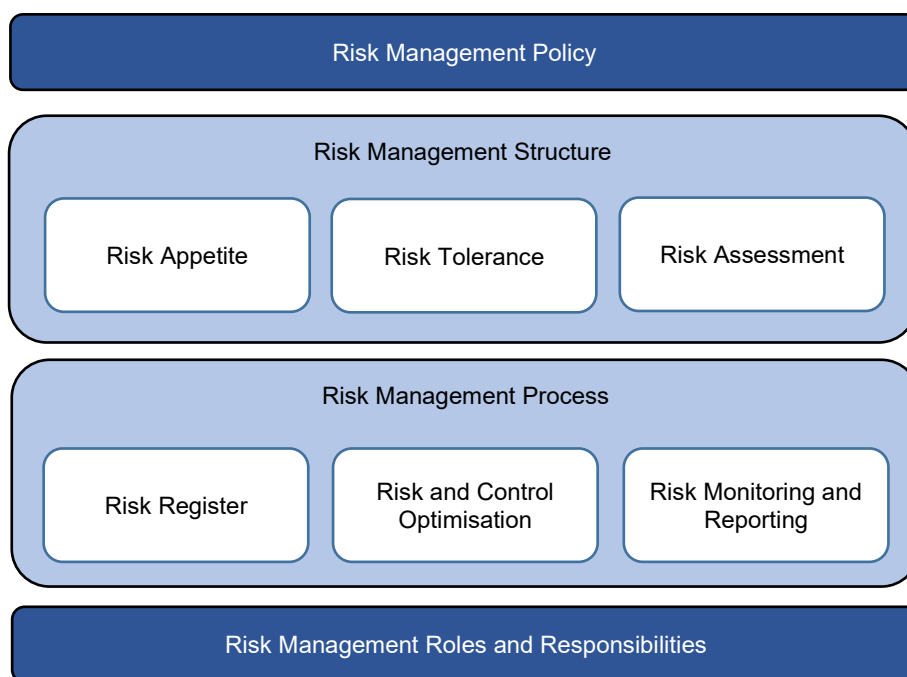 Risk Management Policy
Risk Management Structure
Risk Appetite
Risk Tolerance
Risk Assessment
Risk Management Process
Risk Register
Risk and Control
Optimisation
Risk Monitoring and
Reporting
Risk Management Roles and Responsibilities